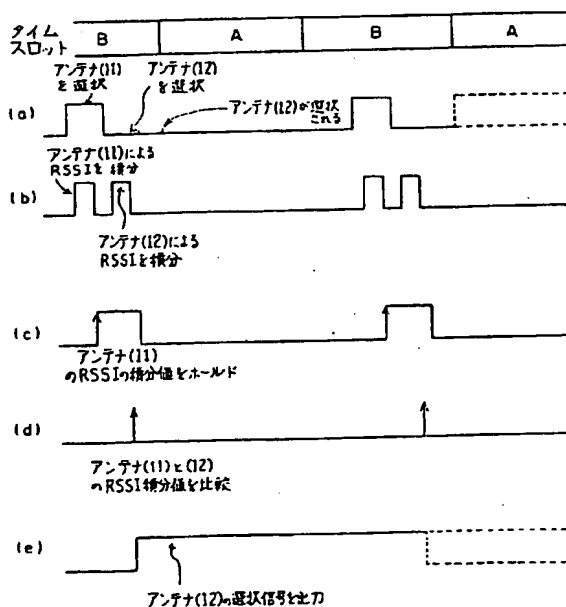 タイム
スロット
B
A
B
A
アンテナ(11)
を選択
アンテナ(12)
を選択
アンテナ(12)が選択
される
(a)
アンテナ(11)による
RSSIを積分
(b)
アンテナ(12)による
RSSIを積分
(c)
アンテナ(11)
のRSSIの積分値をホールド
(d)
アンテナ(11)と(12)
のRSSI積分値を比較
(e)
アンテナ(12)の選択信号を出力